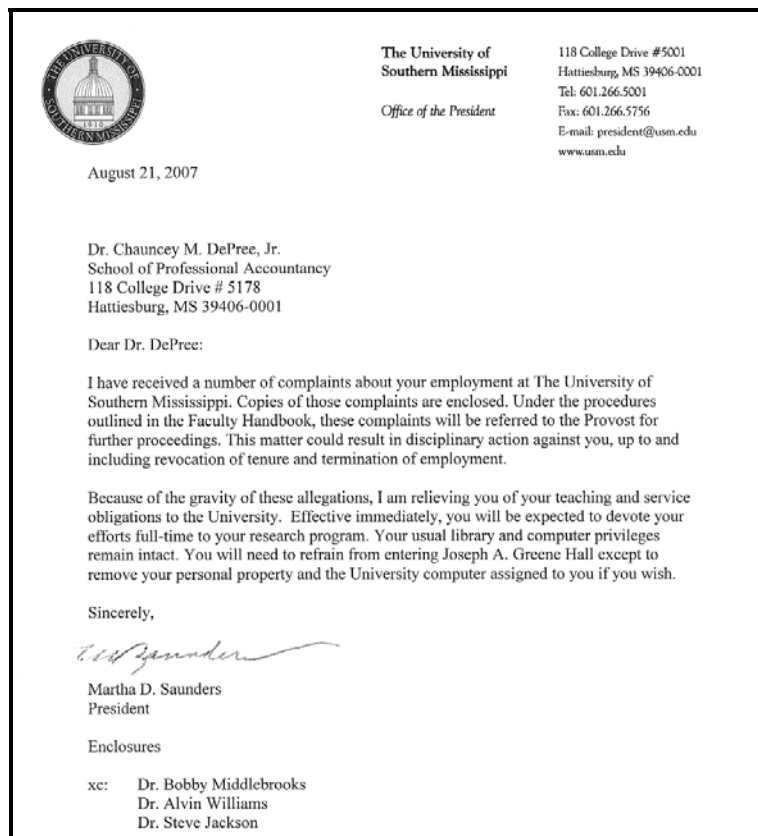 THE UNIVERSITY OF
SOUTHERN MISSISSIPPI
1910
The University of
Southern Mississippi
Office of the President
118 College Drive #5001
Hattiesburg, MS 39406-0001
Tel: 601.266.5001
Fax: 601.266.5756
E-mail: president@usm.edu
www.usm.edu
August 21, 2007
Dr. Chauncey M. DePree, Jr.
School of Professional Accountancy
118 College Drive # 5178
Hattiesburg, MS 39406-0001
Dear Dr. DePree:
I have received a number of complaints about your employment at The University of
Southern Mississippi. Copies of those complaints are enclosed. Under the procedures
outlined in the Faculty Handbook, these complaints will be referred to the Provost for
further proceedings. This matter could result in disciplinary action against you, up to and
including revocation of tenure and termination of employment.
Because of the gravity of these allegations, I am relieving you of your teaching and service
obligations to the University. Effective immediately, you will be expected to devote your
efforts full-time to your research program. Your usual library and computer privileges
remain intact. You will need to refrain from entering Joseph A. Greene Hall except to
remove your personal property and the University computer assigned to you if you wish.
Sincerely,
Martha D. Saunders
President
Enclosures
xc: Dr. Bobby Middlebrooks
Dr. Alvin Williams
Dr. Steve Jackson